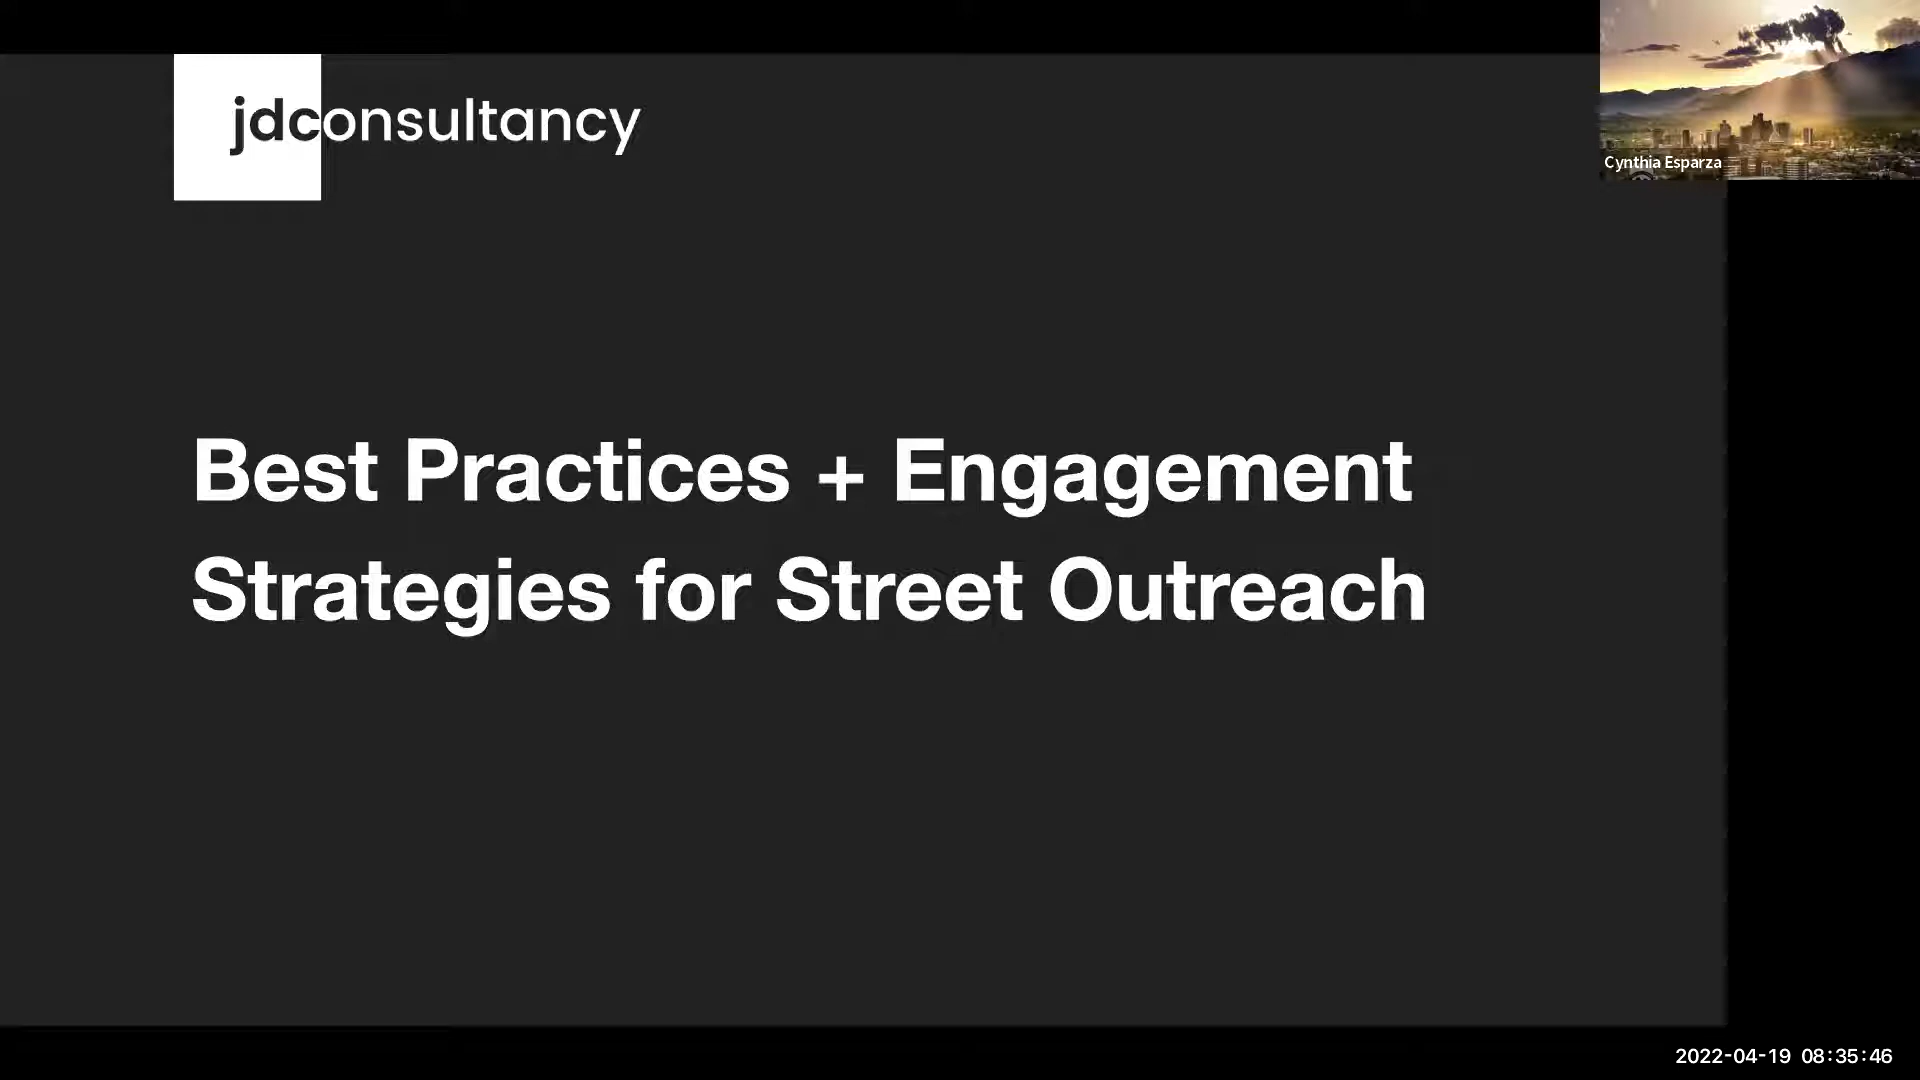 jdconsultancy
Cynthia Esparza
Best Practices + Engagement
Strategies for Street Outreach
2022-04-19 08:35:46